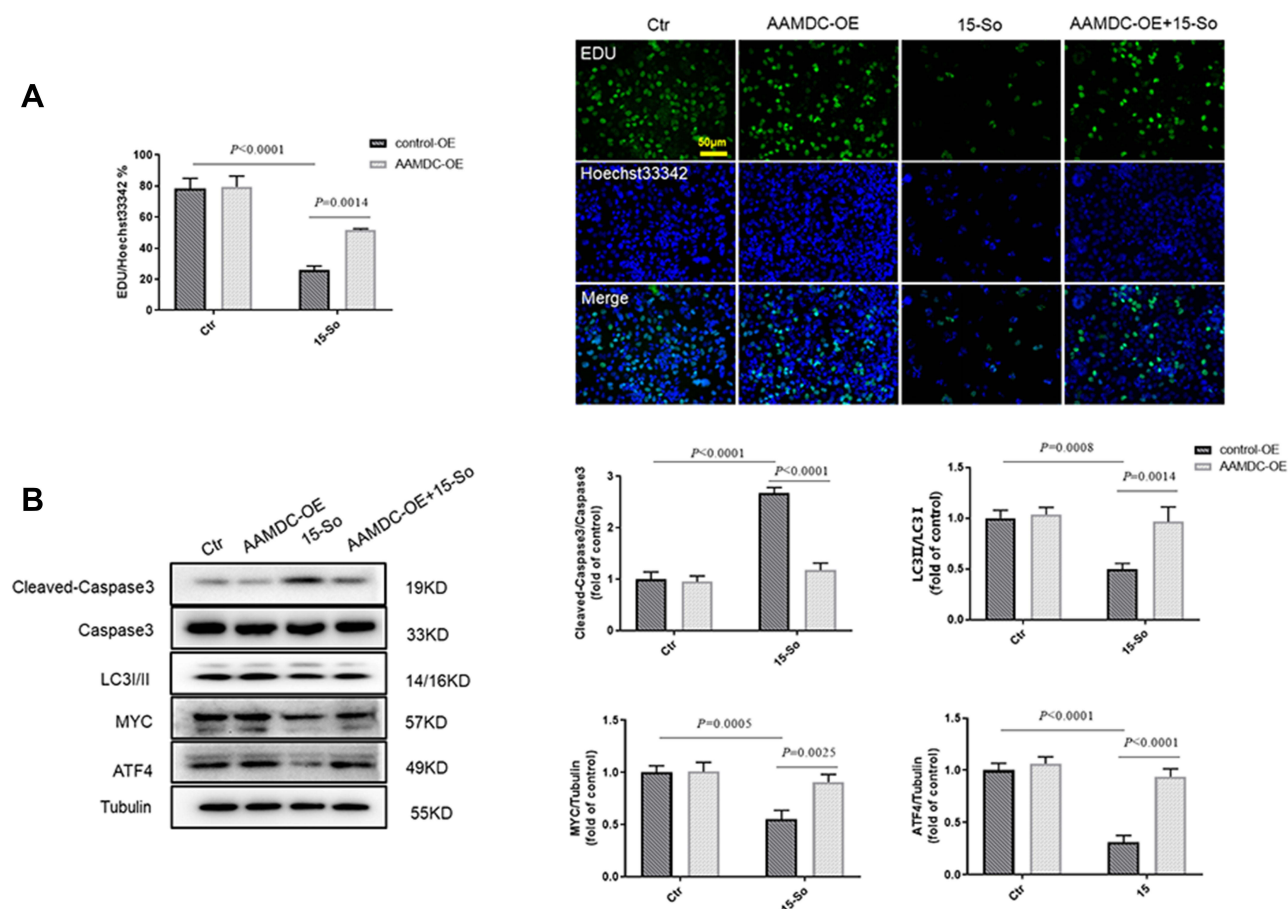 A
EDU/Hoechst33342 %
100
80
60
40
20
0
P<0.0001
P=0.0014
control-OE
AAMDC-OE
Ctr
15-So
Ctr
AAMDC-OE
15-So
AAMDC-OE+15-So
EDU
50μm
Hoechst33342
Merge
B
Ctr
AAMDC-OE
15-So
AAMDC-OE+15-So
Cleaved-Caspase3
19KD
Caspase3
33KD
LC3I/II
14/16KD
MYC
57KD
ATF4
49KD
Tubulin
55KD
Cleaved-Caspase3/Caspase3
(fold of control)
3
2
1
0
P<0.0001
P<0.0001
Ctr
15-So
LC3II/LC3 I
(fold of control)
1.5
1.0
0.5
0.0
P=0.0008
P=0.0014
control-OE
AAMDC-OE
Ctr
15-So
MYC/Tubulin
(fold of control)
1.5
1.0
0.5
0.0
P=0.0005
P=0.0025
Ctr
15-So
ATF4/Tubulin
(fold of control)
1.5
1.0
0.5
0.0
P<0.0001
P<0.0001
Ctr
15